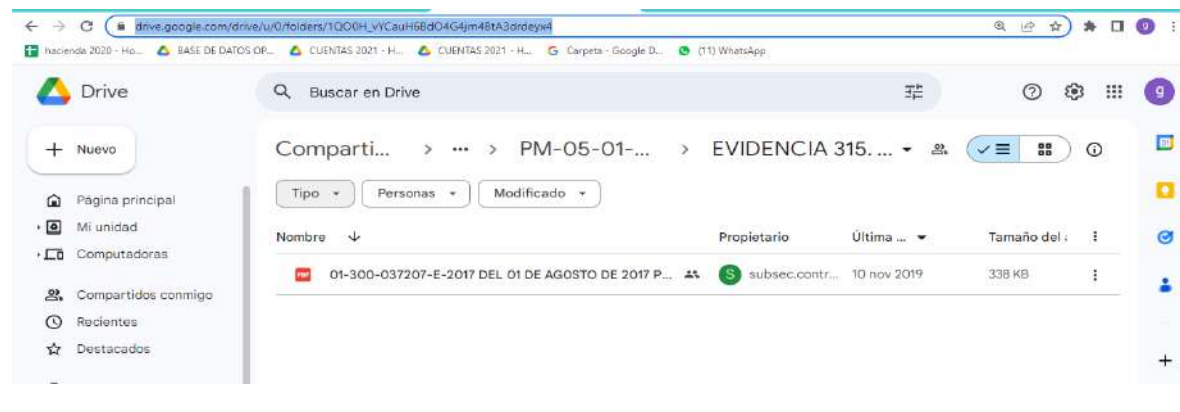 drive.google.com/drive/u/0/folders/1QO0H_vYCauH6BdO4G4jm48tA3drdeyx4
hacienda 2020 - Ho... BASE DE DATOS OP... CUENTAS 2021 - H... CUENTAS 2021 - H... Carpeta - Google D... (11) WhatsApp
Drive Buscar en Drive g
Nuevo Comparti... > ... > PM-05-01-... > EVIDENCIA 315. ...
Tipo Personas Modificado
Página principal
Mi unidad Nombre Propietario Última ... Tamaño del
Computadoras
PDF 01-300-037207-E-2017 DEL 01 DE AGOSTO DE 2017 P... S subsec.contr... 10 nov 2019 338 KB
Compartidos conmigo
Recientes
Destacados